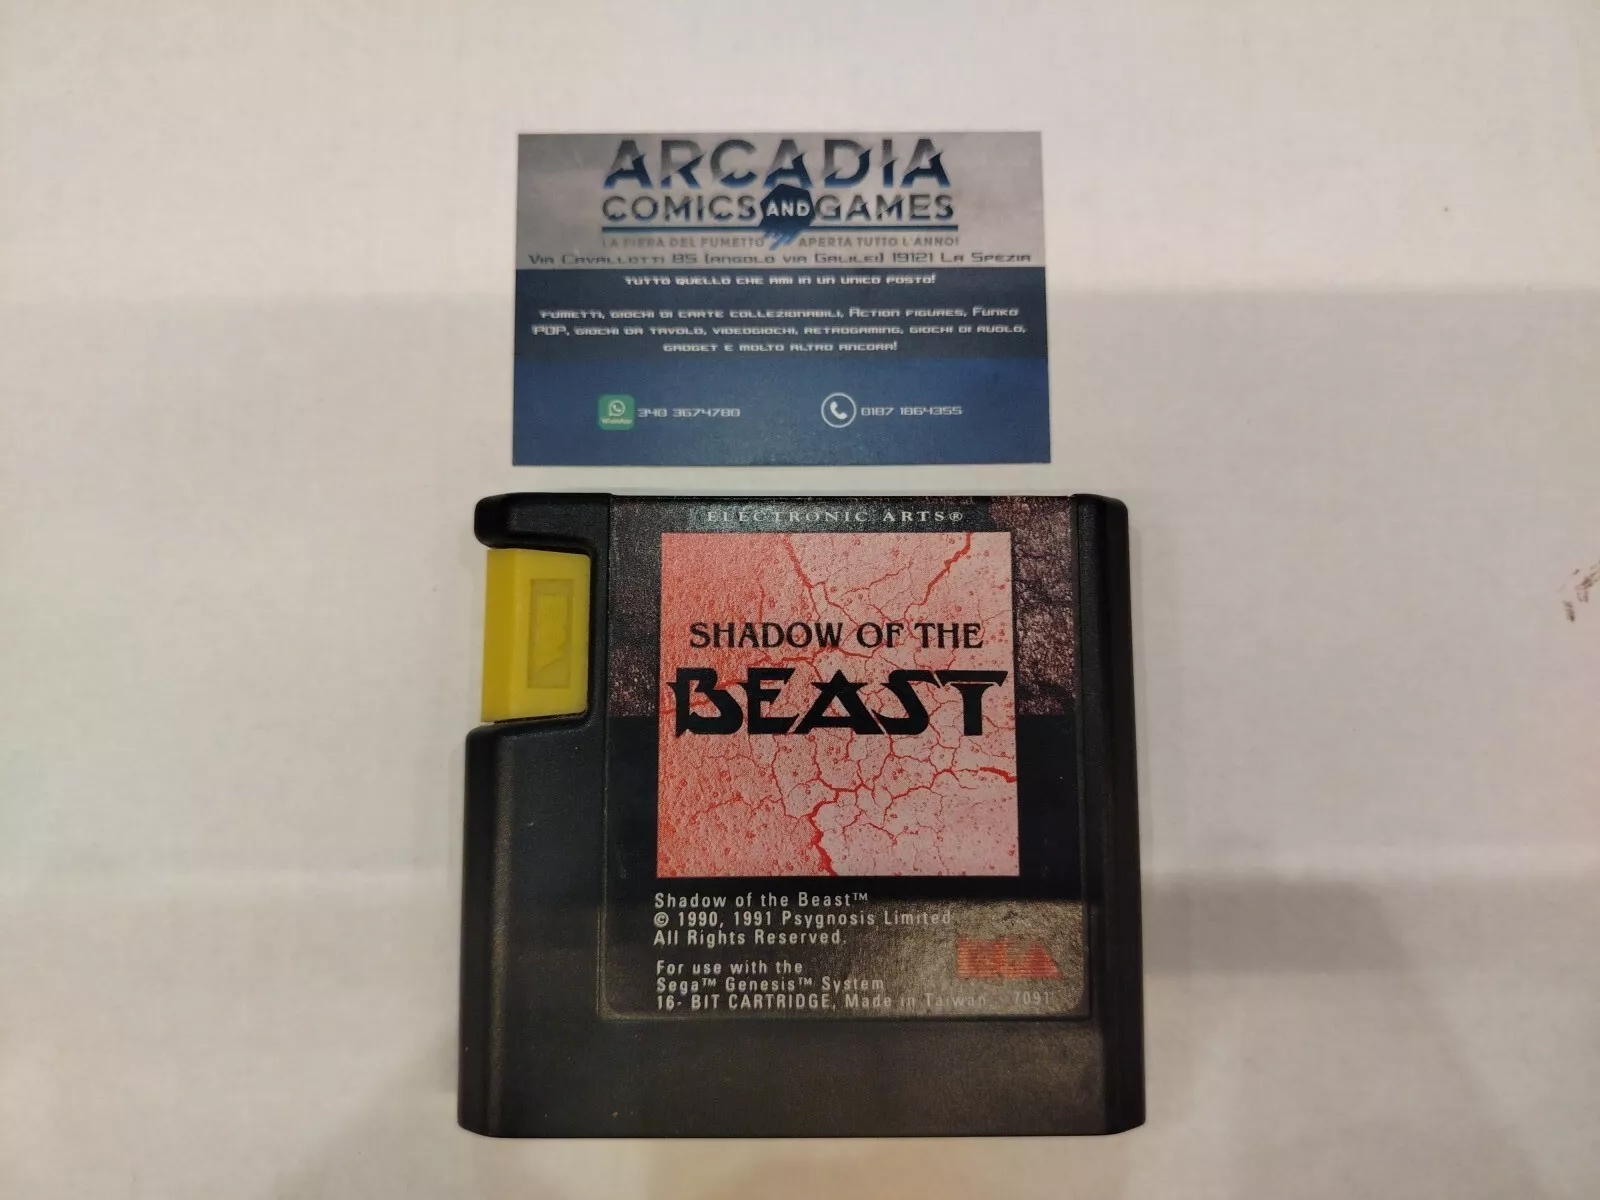 ARCADIA
COMICS AND GAMES
LA FIERA DEL FUMETTO APERTA TUTTO L'ANNO!
Via Cavallotti 85 (angolo via Galilei) 19121 La Spezia
TUTTO QUELLO CHE AMI IN UN UNICO POSTO!
FUMETTI, GIOCHI DI CARTE COLLEZIONABILI, Action figures, Funko
POP, GIOCHI DA TAVOLO, VIDEOGIOCHI, RETROGAMING, GIOCHI DI RUOLO,
GADGET E MOLTO ALTRO ANCORA!
WhatsApp 340 3674780 0187 1864355
ELECTRONIC ARTS®
SHADOW OF THE
BEAST
Shadow of the Beast™
© 1990, 1991 Psygnosis Limited
All Rights Reserved.
For use with the
Sega™ Genesis™ System
16- BIT CARTRIDGE, Made in Taiwan 7091
EA